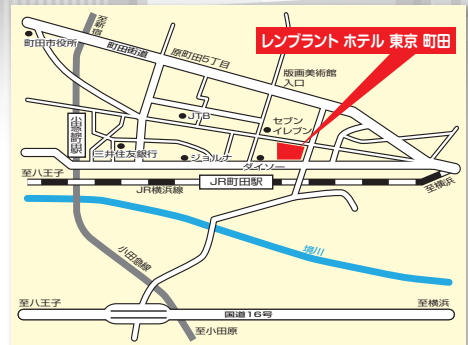 レンブラント ホテル 東京 町田
至新宿
町田市役所
町田街道
原町田5丁目
版画美術館
入口
小田急線町田駅
JTB
セブン
イレブン
三井住友銀行
ジョルナ
ダイソー
至八王子
JR横浜線
JR町田駅
至横浜
境川
小田急線
至八王子
国道16号
至横浜
至小田原